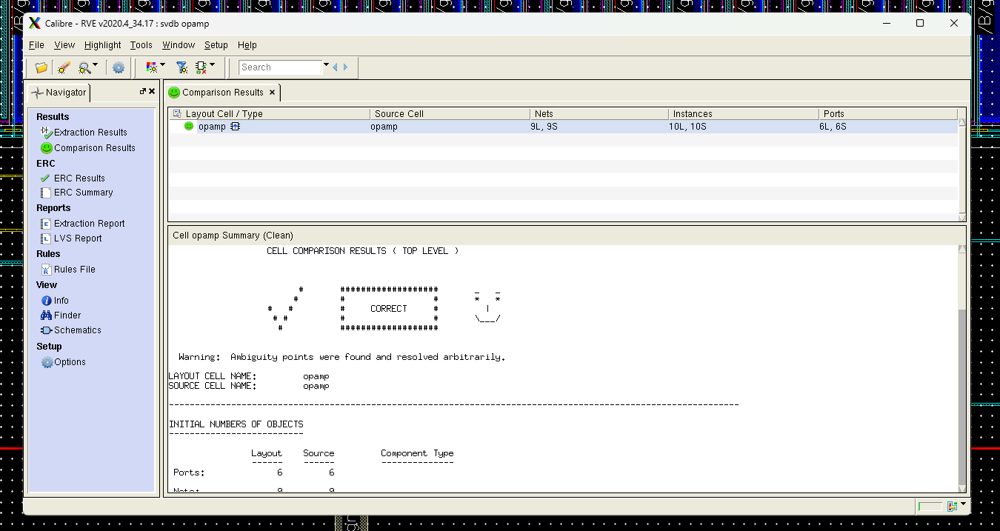 Calibre - RVE v2020.4_34.17 : svdb opamp
File View Highlight Tools Window Setup Help
Search
Navigator
Results
Extraction Results
Comparison Results
ERC
ERC Results
ERC Summary
Reports
Extraction Report
LVS Report
Rules
Rules File
View
Info
Finder
Schematics
Setup
Options
Comparison Results
Layout Cell / Type Source Cell Nets Instances Ports
opamp opamp 9L, 9S 10L, 10S 6L, 6S
Cell opamp Summary (Clean)
CELL COMPARISON RESULTS ( TOP LEVEL )
# ################### _ _
# # # * *
# # # CORRECT # |
# # # # \___/
# ###################
Warning: Ambiguity points were found and resolved arbitrarily.
LAYOUT CELL NAME: opamp
SOURCE CELL NAME: opamp
INITIAL NUMBERS OF OBJECTS
Layout Source Component Type
Ports: 6 6
Nets: 9 9